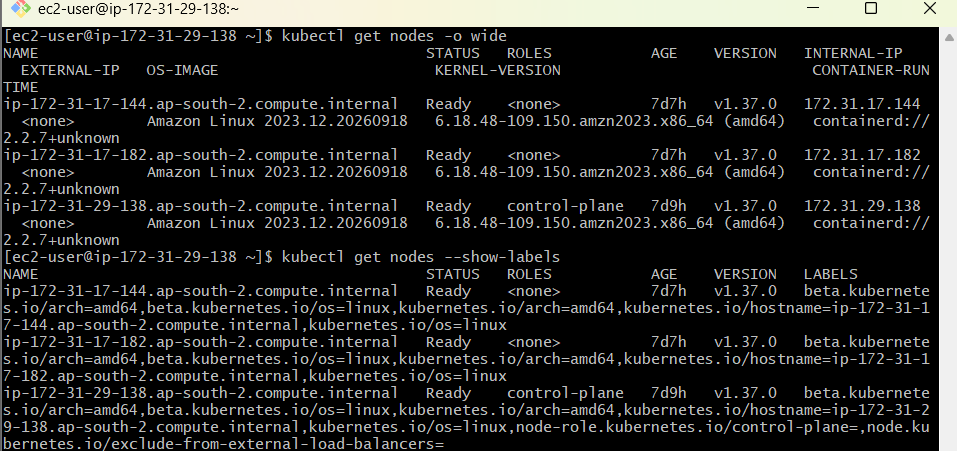 ec2-user@ip-172-31-29-138:~
[ec2-user@ip-172-31-29-138 ~]$ kubectl get nodes -o wide
NAME                                          STATUS   ROLES           AGE    VERSION   INTERNAL-IP
  EXTERNAL-IP   OS-IMAGE                        KERNEL-VERSION                            CONTAINER-RUN
TIME
ip-172-31-17-144.ap-south-2.compute.internal   Ready    <none>          7d7h   v1.37.0   172.31.17.144
  <none>        Amazon Linux 2023.12.20260918   6.18.48-109.150.amzn2023.x86_64 (amd64)   containerd://
2.2.7+unknown
ip-172-31-17-182.ap-south-2.compute.internal   Ready    <none>          7d7h   v1.37.0   172.31.17.182
  <none>        Amazon Linux 2023.12.20260918   6.18.48-109.150.amzn2023.x86_64 (amd64)   containerd://
2.2.7+unknown
ip-172-31-29-138.ap-south-2.compute.internal   Ready    control-plane   7d9h   v1.37.0   172.31.29.138
  <none>        Amazon Linux 2023.12.20260918   6.18.48-109.150.amzn2023.x86_64 (amd64)   containerd://
2.2.7+unknown
[ec2-user@ip-172-31-29-138 ~]$ kubectl get nodes --show-labels
NAME                                          STATUS   ROLES           AGE    VERSION   LABELS
ip-172-31-17-144.ap-south-2.compute.internal   Ready    <none>          7d7h   v1.37.0   beta.kubernete
s.io/arch=amd64,beta.kubernetes.io/os=linux,kubernetes.io/arch=amd64,kubernetes.io/hostname=ip-172-31-1
7-144.ap-south-2.compute.internal,kubernetes.io/os=linux
ip-172-31-17-182.ap-south-2.compute.internal   Ready    <none>          7d7h   v1.37.0   beta.kubernete
s.io/arch=amd64,beta.kubernetes.io/os=linux,kubernetes.io/arch=amd64,kubernetes.io/hostname=ip-172-31-1
7-182.ap-south-2.compute.internal,kubernetes.io/os=linux
ip-172-31-29-138.ap-south-2.compute.internal   Ready    control-plane   7d9h   v1.37.0   beta.kubernete
s.io/arch=amd64,beta.kubernetes.io/os=linux,kubernetes.io/arch=amd64,kubernetes.io/hostname=ip-172-31-2
9-138.ap-south-2.compute.internal,kubernetes.io/os=linux,node-role.kubernetes.io/control-plane=,node.ku
bernetes.io/exclude-from-external-load-balancers=